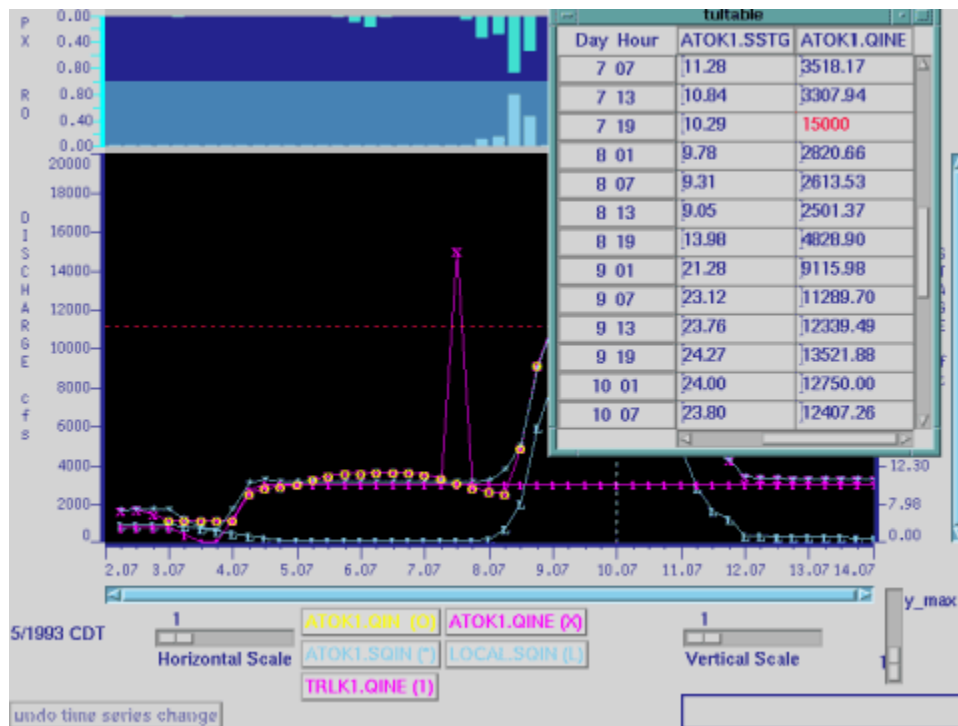 P X
0.00
0.40
0.80
R O
0.80
0.40
0.00
tultable
Day Hour ATOK1.SSTG ATOK1.QINE
7 07 11.28 3518.17
7 13 10.84 3307.94
7 19 10.29 15000
8 01 9.78 2820.66
8 07 9.31 2613.53
8 13 9.05 2501.37
8 19 13.98 4828.90
9 01 21.28 9115.98
9 07 23.12 11289.70
9 13 23.76 12339.49
9 19 24.27 13521.88
10 01 24.00 12750.00
10 07 23.80 12407.26
DISCHARGE cfs
20000
18000
16000
14000
12000
10000
8000
6000
4000
2000
0
12.30
7.98
0.00
2.07 3.07 4.07 5.07 6.07 7.07 8.07 9.07 10.07 11.07 12.07 13.07 14.07
5/1993 CDT
1
Horizontal Scale
ATOK1.QIN (O) ATOK1.QINE (X)
ATOK1.SQIN (*) LOCAL.SQIN (L)
TRLK1.QINE (1)
1
Vertical Scale
y_max
1
undo time series change